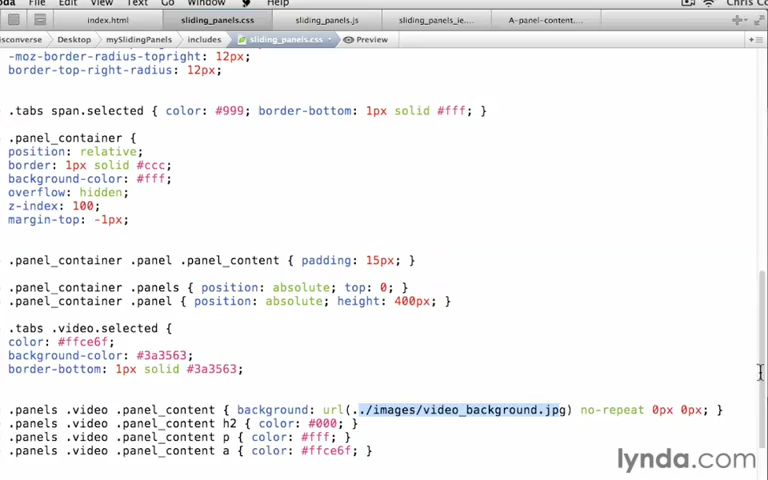 File Edit View Text Go Window Help
Chris Co
index.html sliding_panels.css sliding_panels.js sliding_panels_ie.... A-panel-content....
isconverse Desktop mySlidingPanels includes sliding_panels.css Preview
-moz-border-radius-topright: 12px;
border-top-right-radius: 12px;
.tabs span.selected { color: #999; border-bottom: 1px solid #fff; }
.panel_container {
position: relative;
border: 1px solid #ccc;
background-color: #fff;
overflow: hidden;
z-index: 100;
margin-top: -1px;
.panel_container .panel .panel_content { padding: 15px; }
.panel_container .panels { position: absolute; top: 0; }
.panel_container .panel { position: absolute; height: 400px; }
.tabs .video.selected {
color: #ffce6f;
background-color: #3a3563;
border-bottom: 1px solid #3a3563;
.panels .video .panel_content { background: url(../images/video_background.jpg) no-repeat 0px 0px; }
.panels .video .panel_content h2 { color: #000; }
.panels .video .panel_content p { color: #fff; }
.panels .video .panel_content a { color: #ffce6f; }
lynda.com